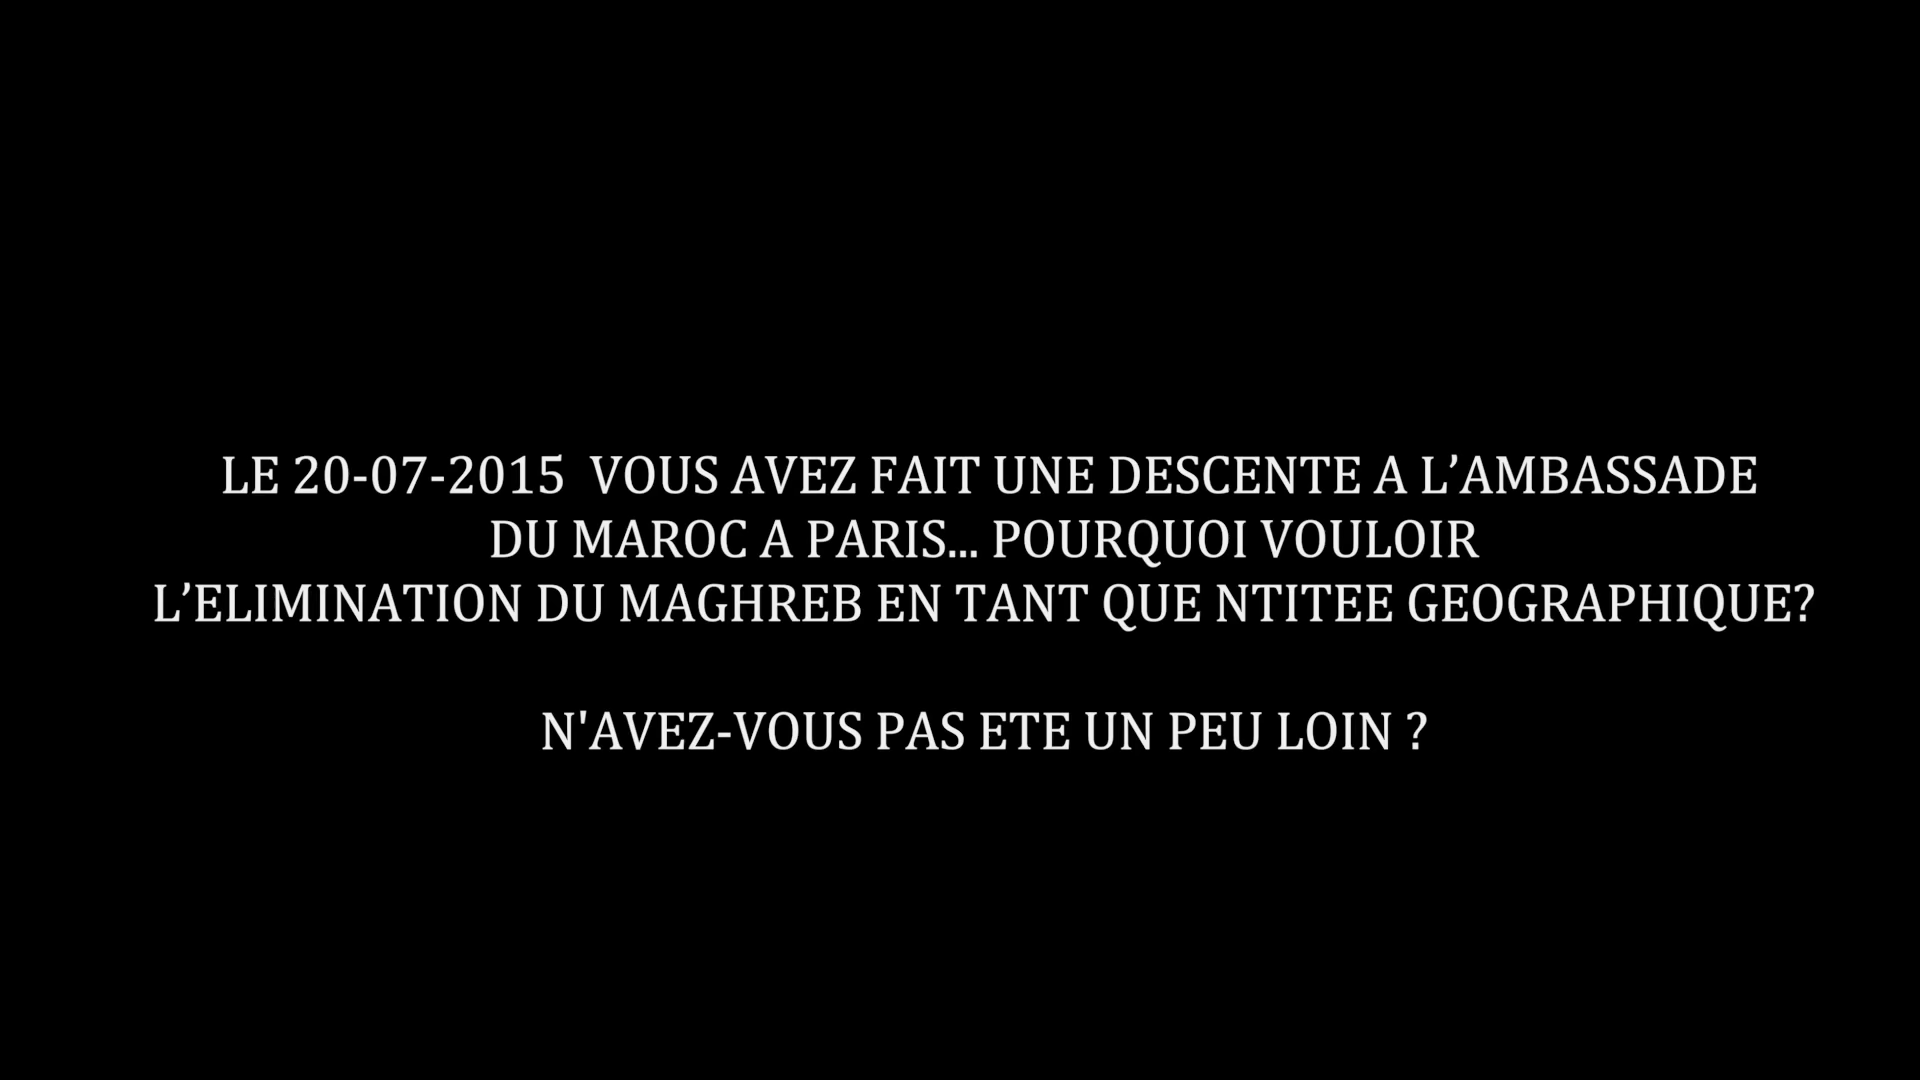 LE 20-07-2015  VOUS AVEZ FAIT UNE DESCENTE A L’AMBASSADE
DU MAROC A PARIS... POURQUOI VOULOIR
L’ELIMINATION DU MAGHREB EN TANT QUE NTITEE GEOGRAPHIQUE?
N'AVEZ-VOUS PAS ETE UN PEU LOIN ?